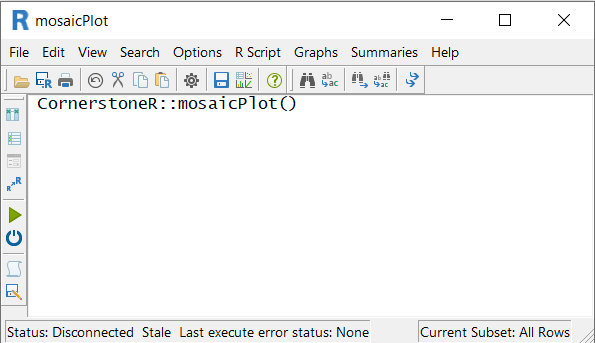 R mosaicPlot
File Edit View Search Options R Script Graphs Summaries Help
CornerstoneR::mosaicPlot()
Status: Disconnected Stale Last execute error status: None Current Subset: All Rows